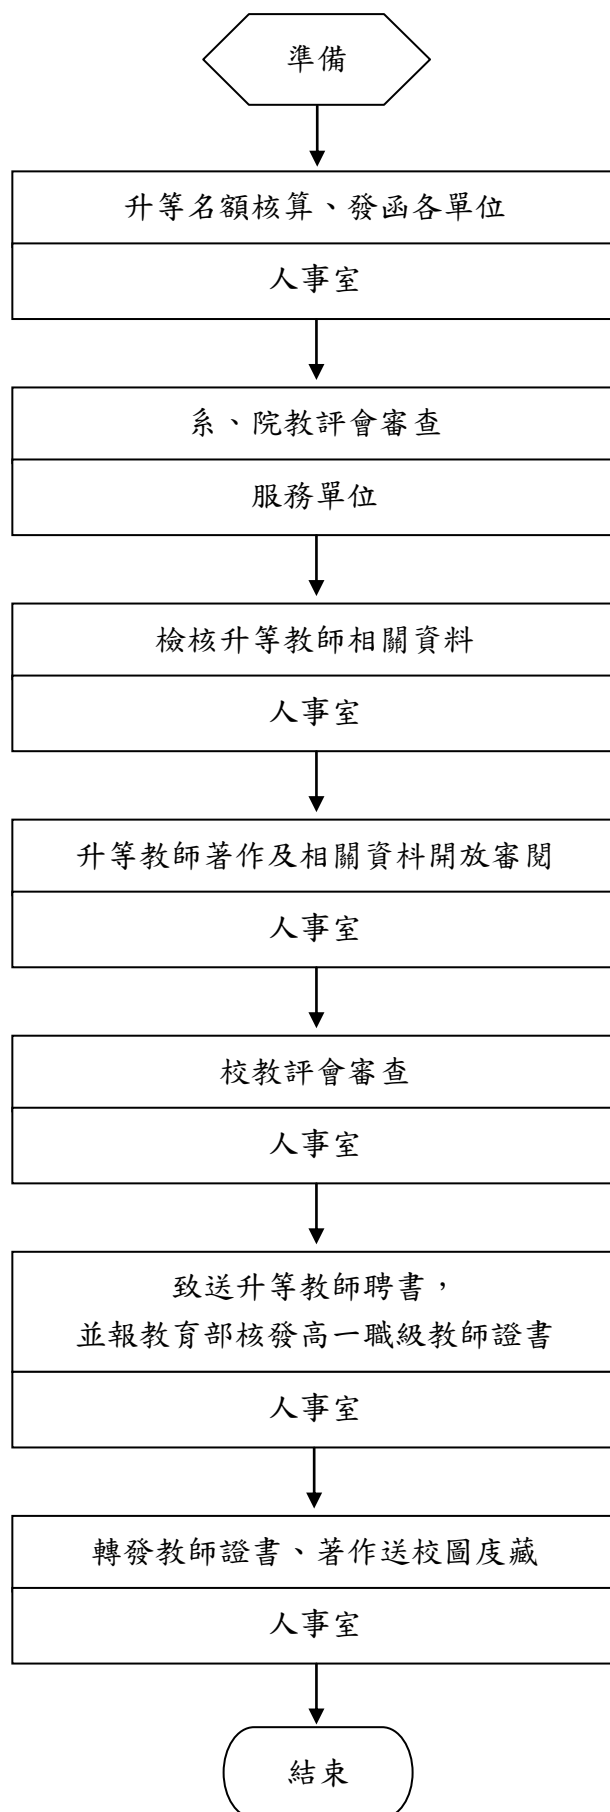 準備
升等名額核算、發函各單位
人事室
系、院教評會審查
服務單位
檢核升等教師相關資料
人事室
升等教師著作及相關資料開放審閱
人事室
校教評會審查
人事室
致送升等教師聘書，
並報教育部核發高一職級教師證書
人事室
轉發教師證書、著作送校圖庋藏
人事室
結束